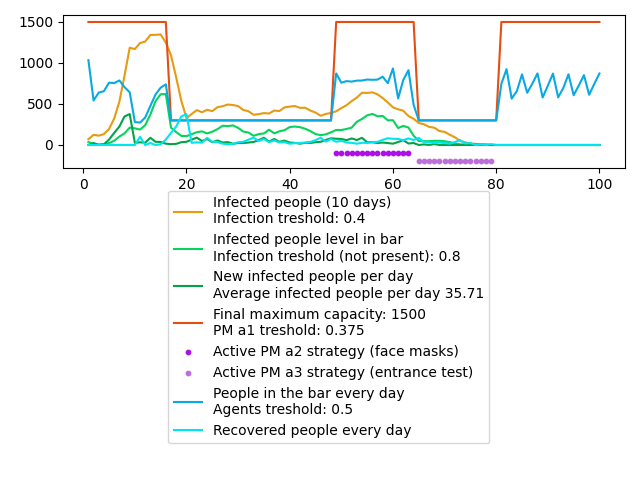 1500
1000
500
0
0
20
40
60
80
100
Infected people (10 days)
Infection treshold: 0.4
Infected people level in bar
Infection treshold (not present): 0.8
New infected people per day
Average infected people per day 35.71
Final maximum capacity: 1500
PM a1 treshold: 0.375
Active PM a2 strategy (face masks)
Active PM a3 strategy (entrance test)
People in the bar every day
Agents treshold: 0.5
Recovered people every day